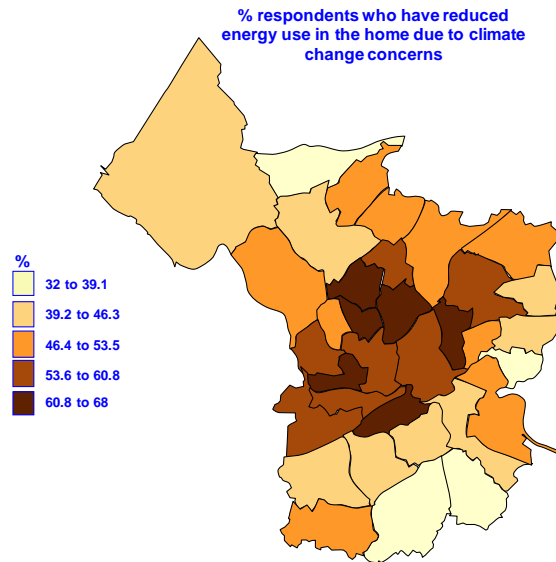 % respondents who have reduced
energy use in the home due to climate
change concerns
%
32 to 39.1
39.2 to 46.3
46.4 to 53.5
53.6 to 60.8
60.8 to 68